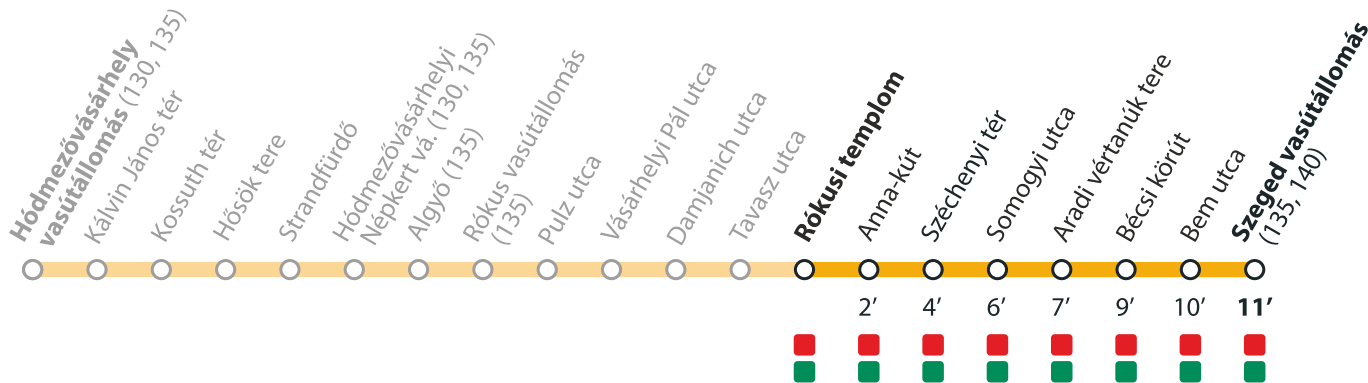 Hódmezővásárhely
vasútállomás (130, 135)
Kálvin János tér
Kossuth tér
Hősök tere
Strandfürdő
Hódmezővásárhelyi
Népkert vá. (130, 135)
Algyő (135)
Rókus vasútállomás
(135)
Pulz utca
Vásárhelyi Pál utca
Damjanich utca
Tavasz utca
Rókusi templom
Anna-kút
Széchenyi tér
Somogyi utca
Aradi vértanúk tere
Bécsi körút
Bem utca
Szeged vasútállomás
(135, 140)
2’ 4’ 6’ 7’ 9’ 10’ 11’